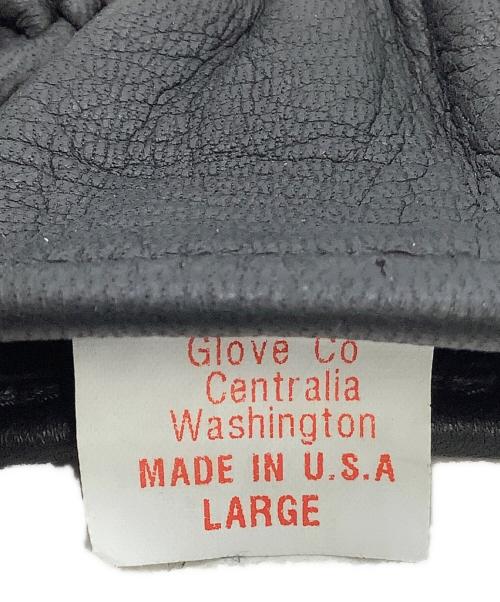 Glove Co
Centralia
Washington
MADE IN U.S.A
LARGE